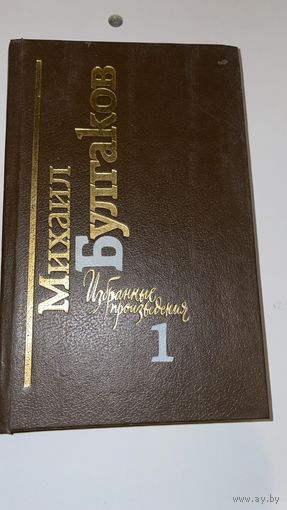 Михаил
Булгаков
Избранные
произведения
1
www.ay.by